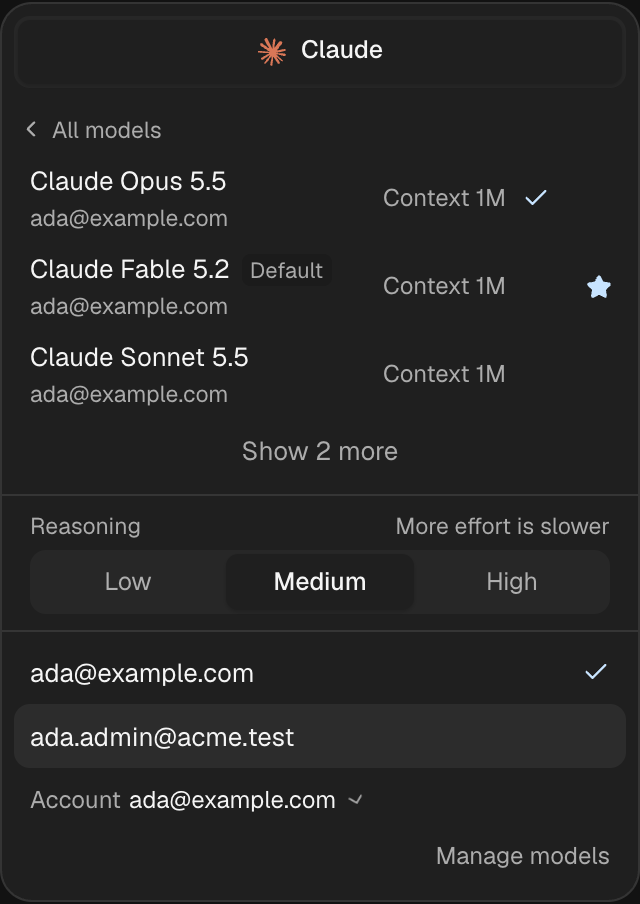 Claude
All models
Claude Opus 5.5
ada@example.com
Context 1M
Claude Fable 5.2 Default
ada@example.com
Context 1M
Claude Sonnet 5.5
ada@example.com
Context 1M
Show 2 more
Reasoning
More effort is slower
Low
Medium
High
ada@example.com
ada.admin@acme.test
Account ada@example.com
Manage models